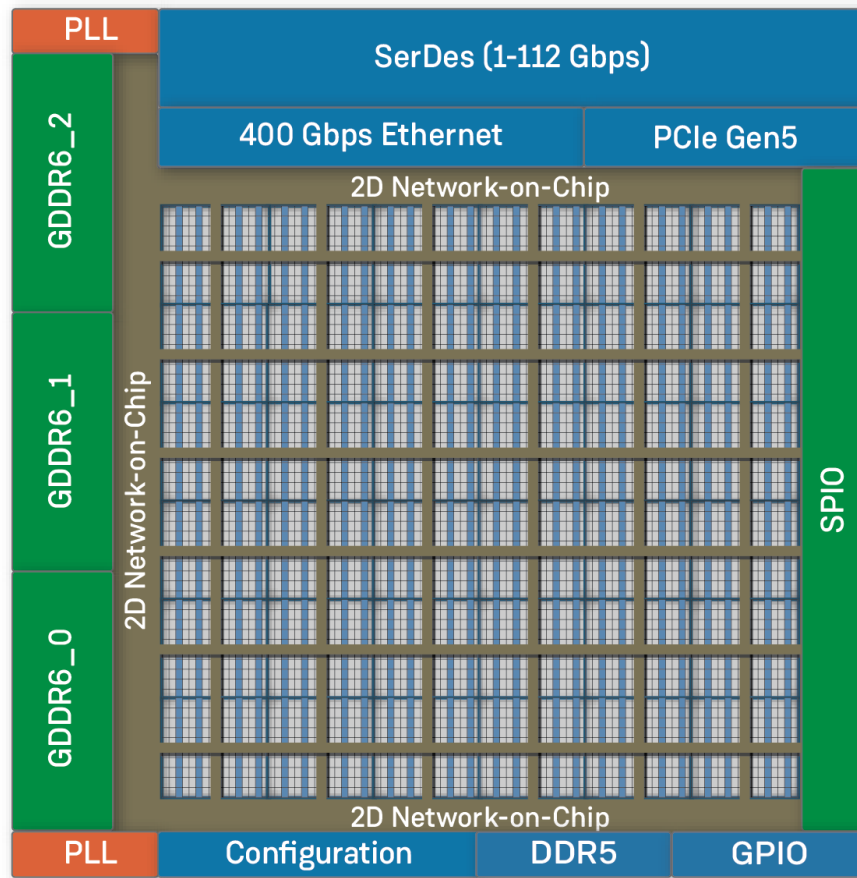 PLL
SerDes (1-112 Gbps)
400 Gbps Ethernet
PCIe Gen5
GDDR6_2
2D Network-on-Chip
GDDR6_1
2D Network-on-Chip
SPIO
GDDR6_0
2D Network-on-Chip
PLL
Configuration
DDR5
GPIO